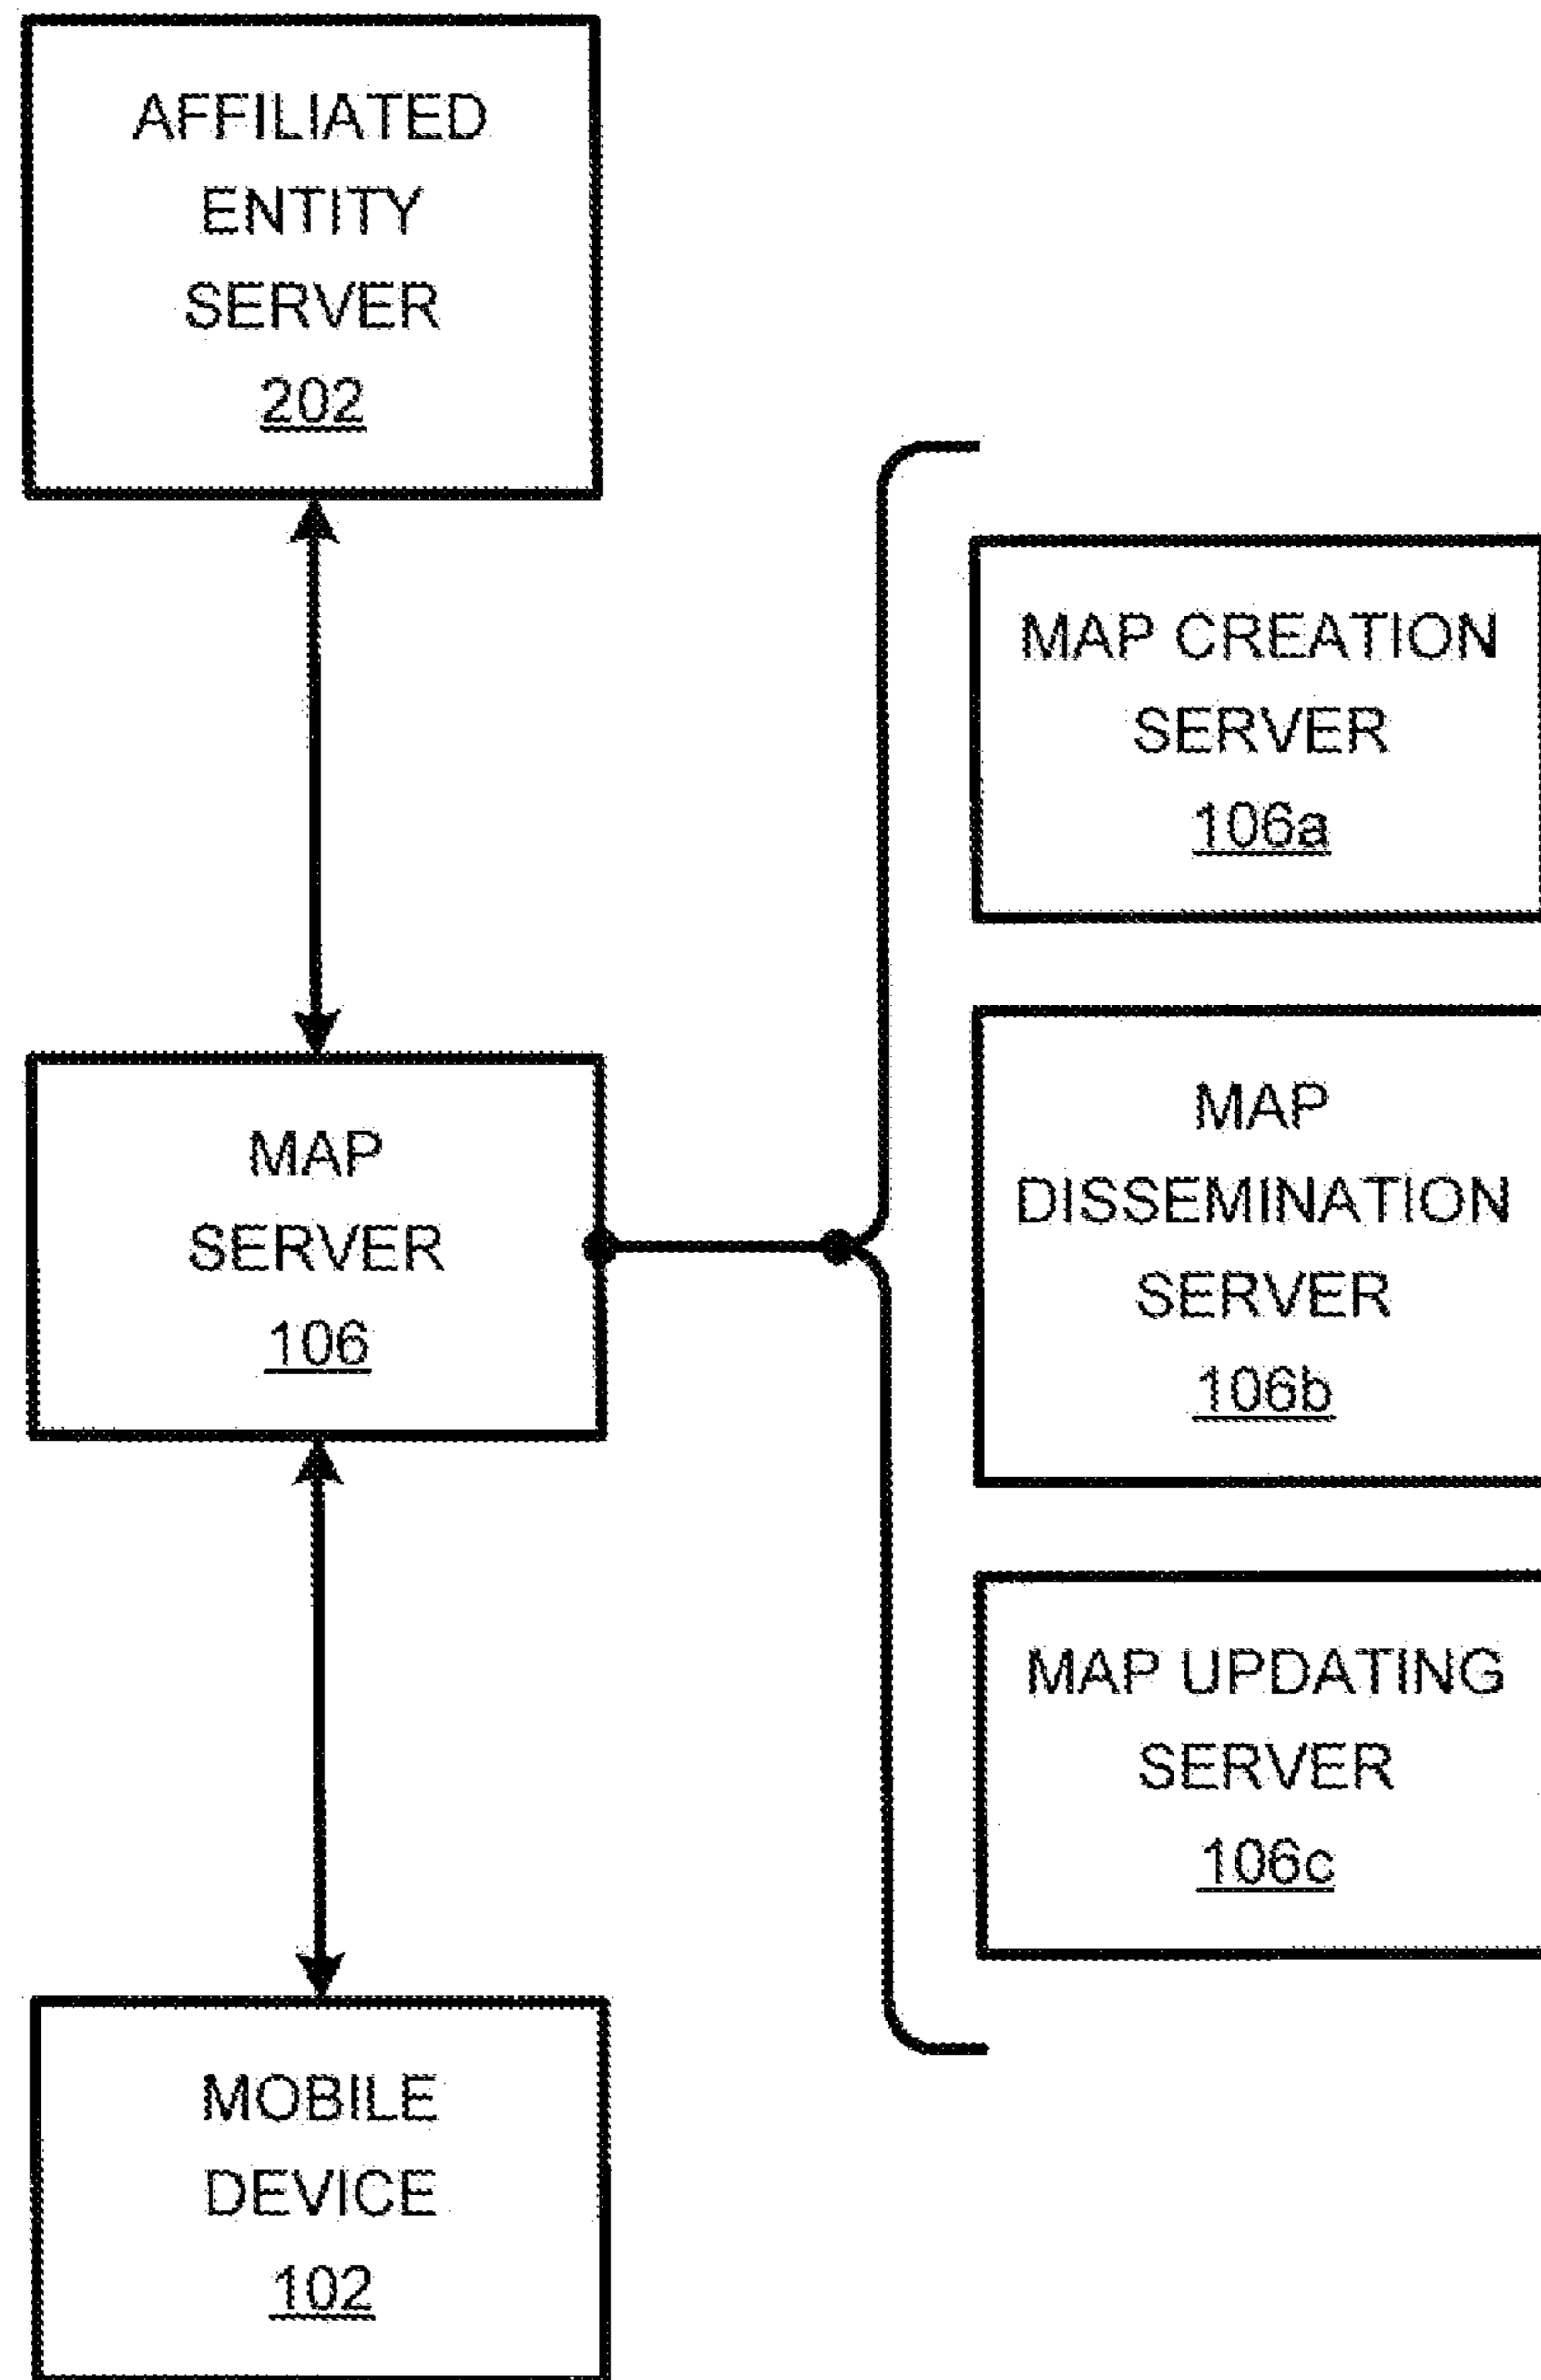 AFFILIATED
ENTITY
SERVER
202
MAP CREATION
SERVER
106a
MAP
SERVER
106
MAP
DISSEMINATION
SERVER
106b
MAP UPDATING
SERVER
106c
MOBILE
DEVICE
102